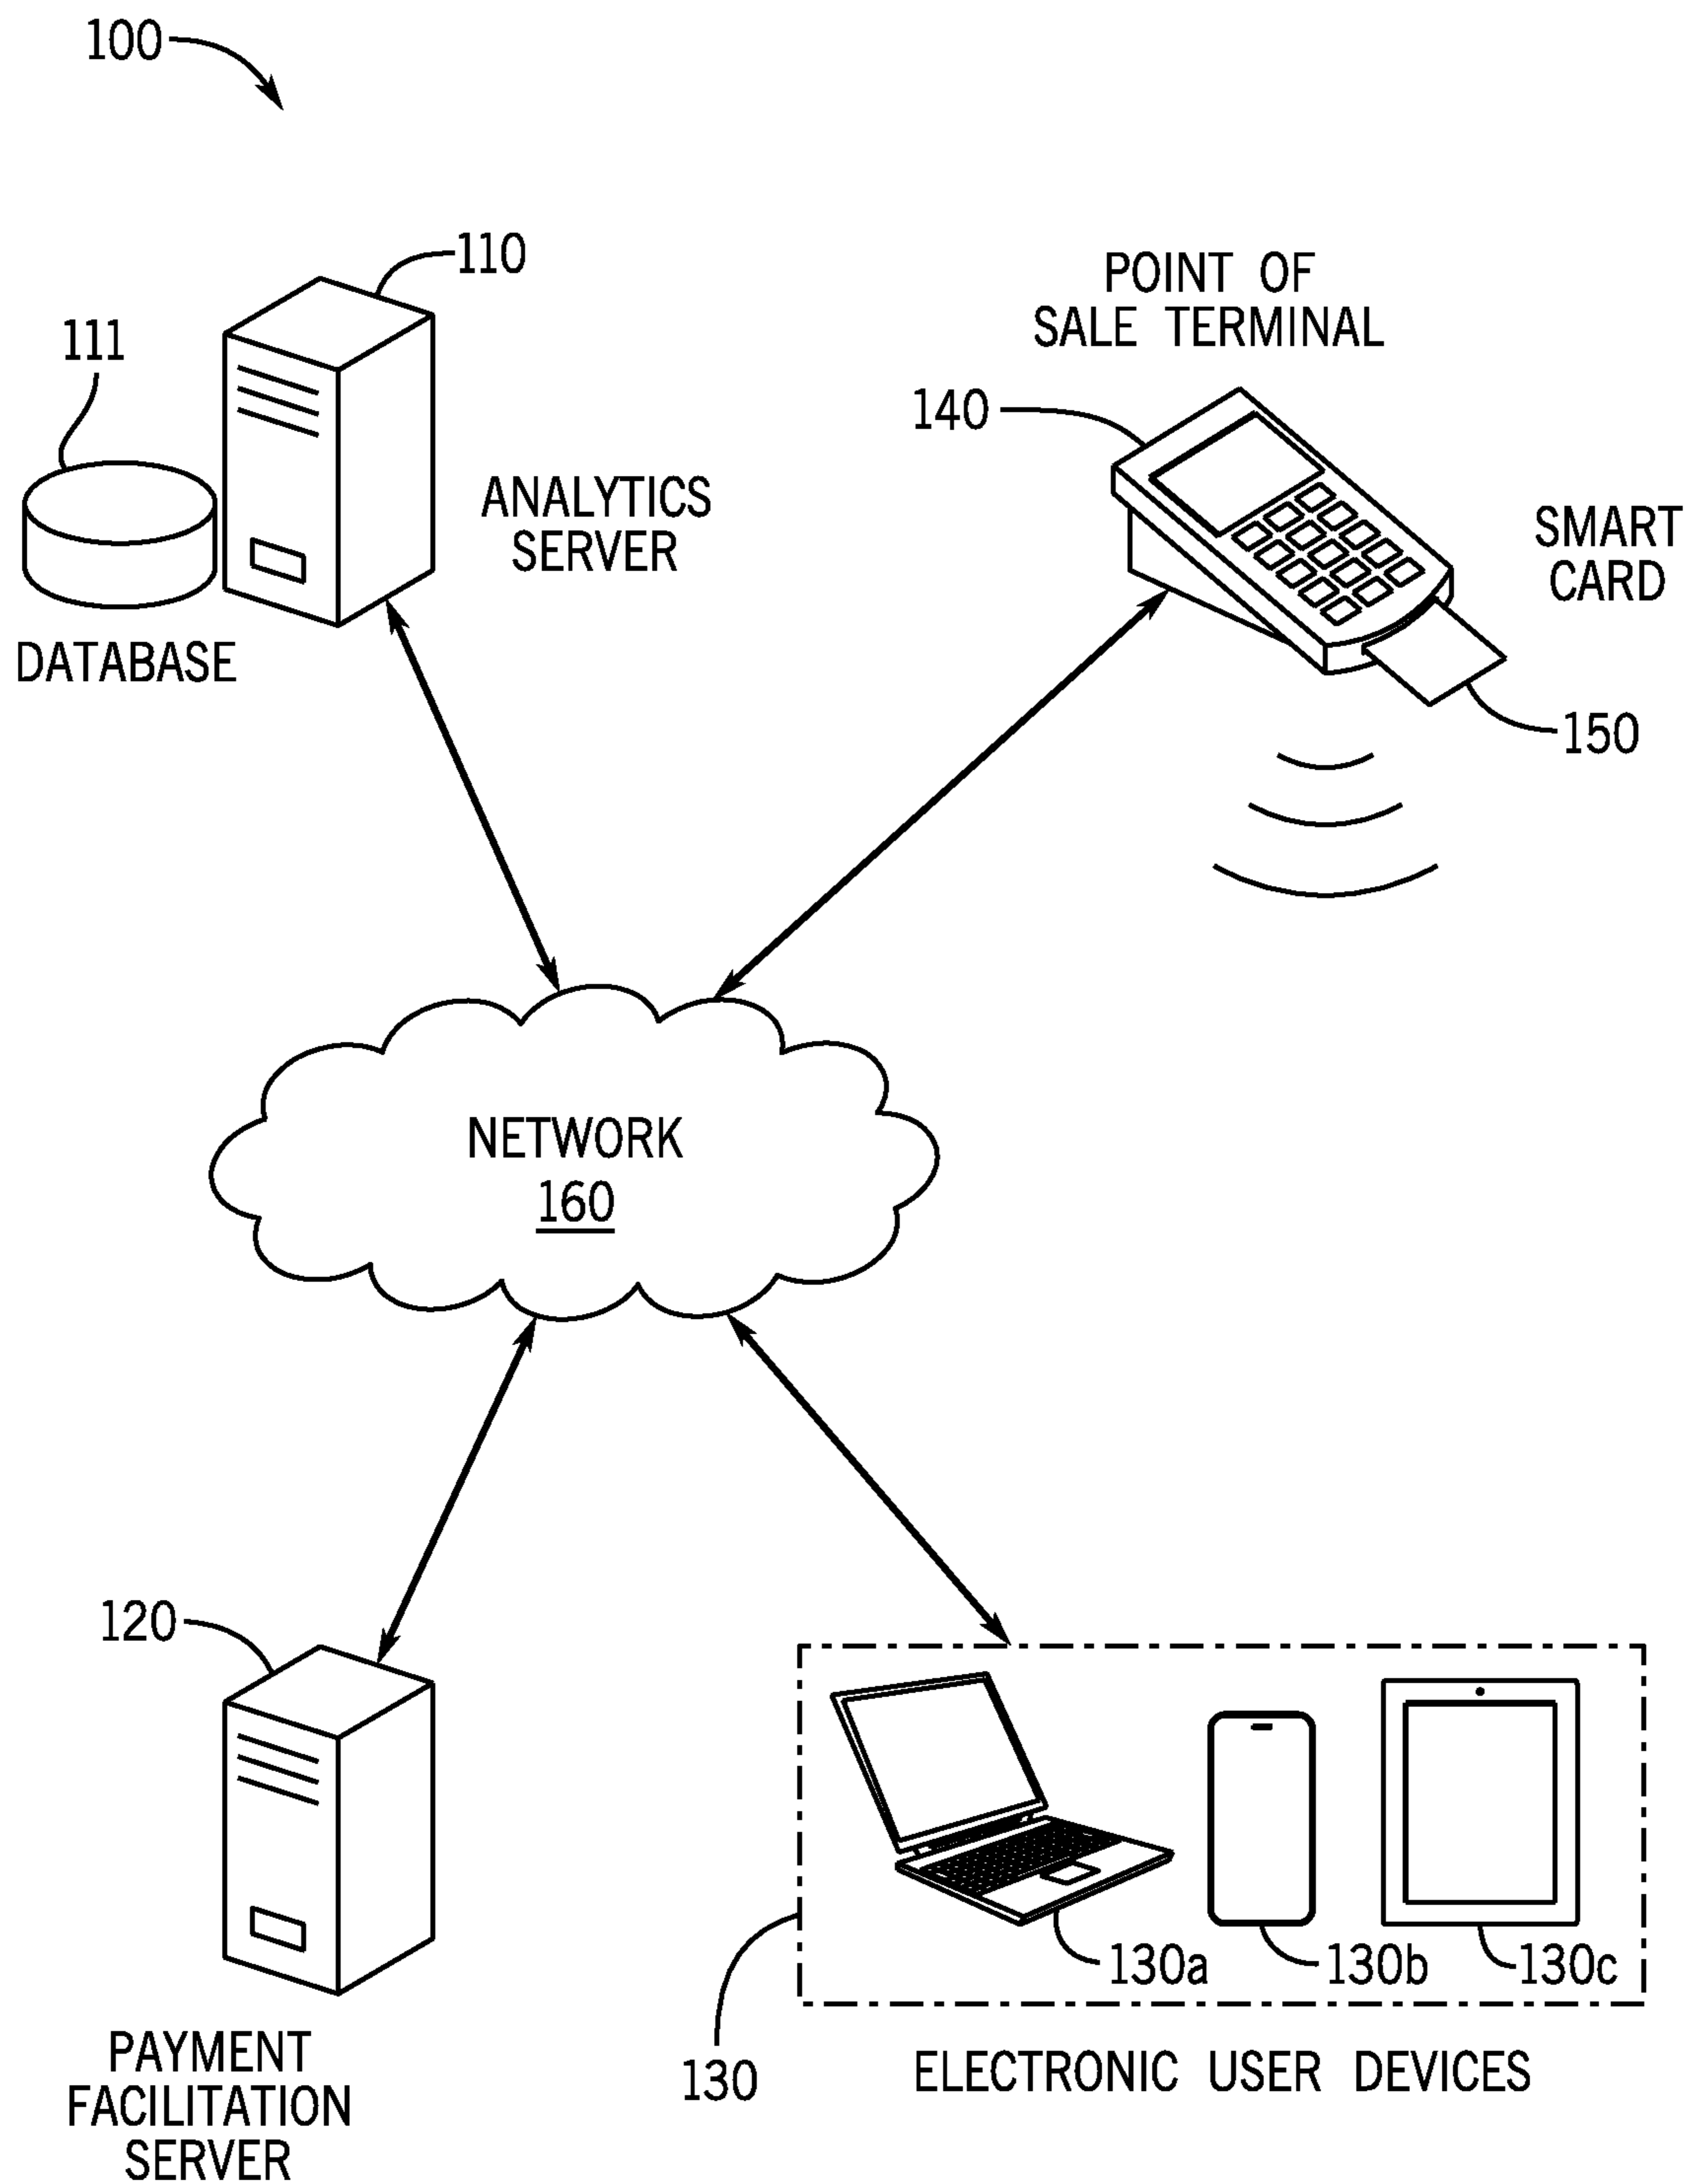 100
110
111
POINT OF
SALE TERMINAL
140
ANALYTICS
SERVER
SMART
CARD
DATABASE
150
NETWORK
160
120
130a
130b
130c
130
ELECTRONIC USER DEVICES
PAYMENT
FACILITATION
SERVER